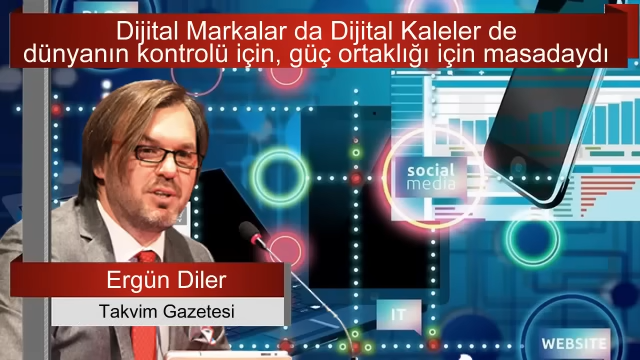 Dijital Markalar da Dijital Kaleler de
dünyanın kontrolü için, güç ortaklığı için masadaydı
social
media
Ergün Diler
Takvim Gazetesi
IT
WEBSITE